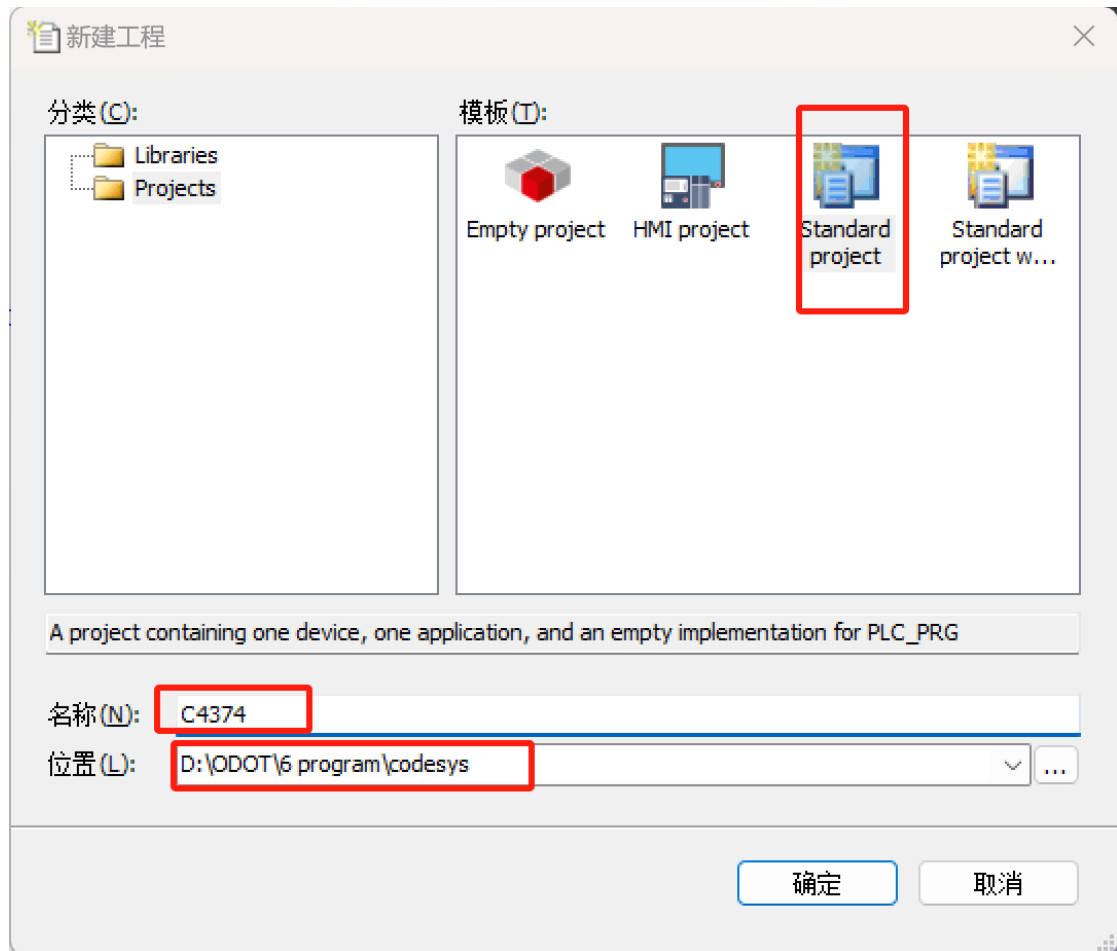 新建工程
分类(C):
模板(T):
Libraries
Projects
Empty project
HMI project
Standard
project
Standard
project w...
A project containing one device, one application, and an empty implementation for PLC_PRG
名称(N):
C4374
位置(L):
D:\ODOT\6 program\codesys
...
确定
取消